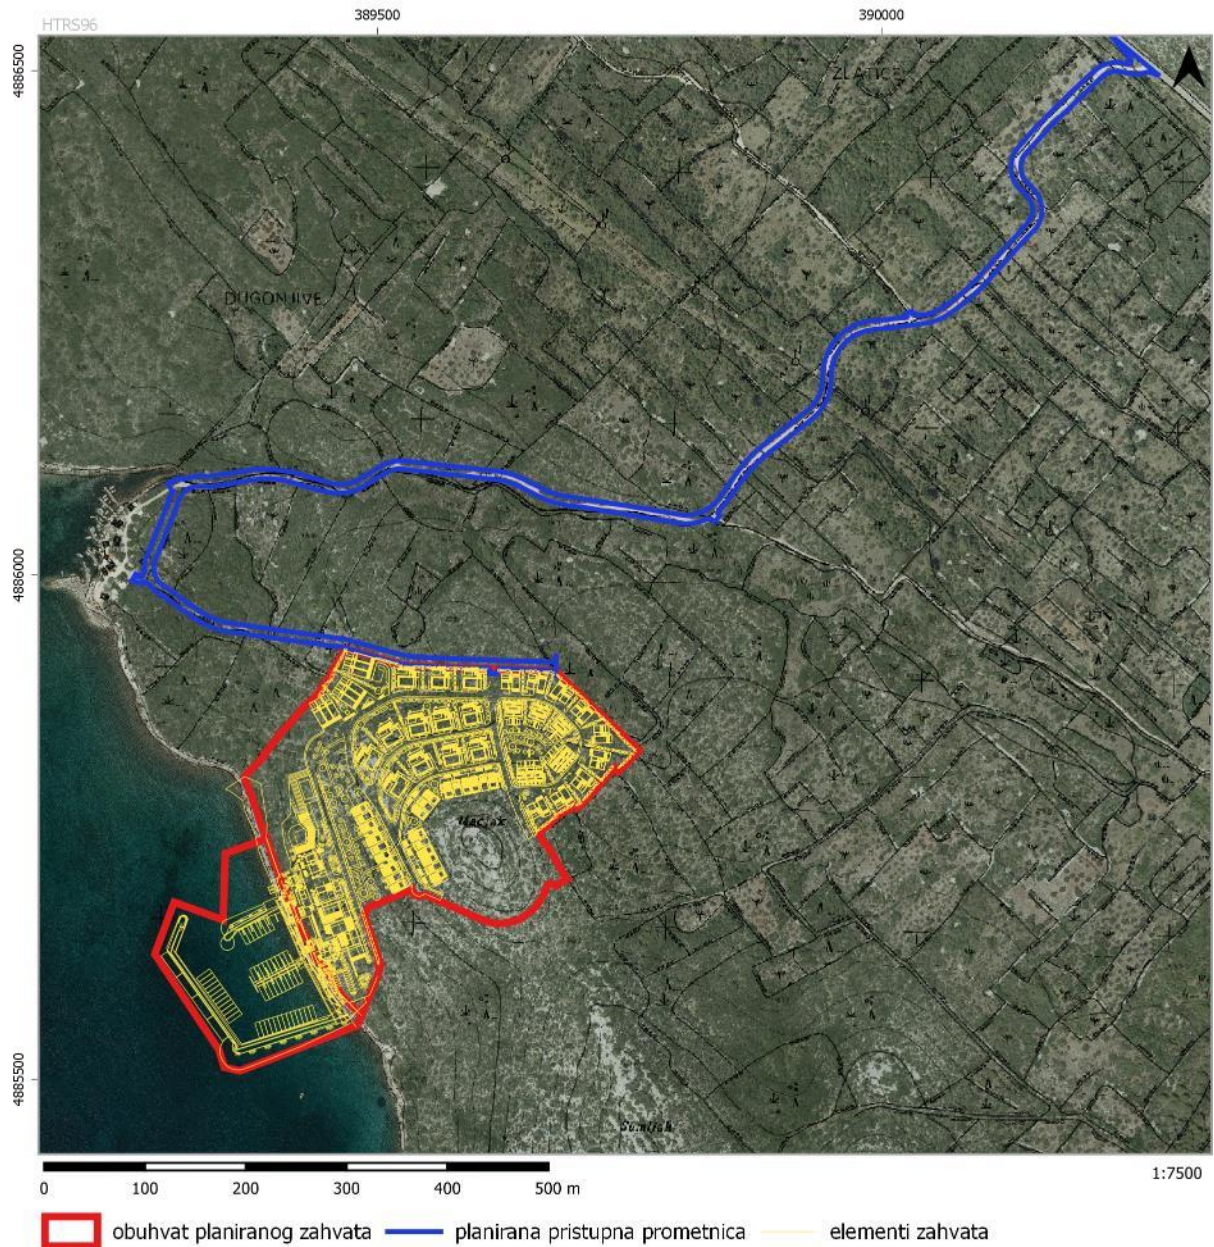 389500 390000
HTRS96
4886500
ZLATICE
DUGONJIVE
4886000
4885500
0 100 200 300 400 500 m
1:7500
obuhvat planiranog zahvata planirana pristupna prometnica elementi zahvata